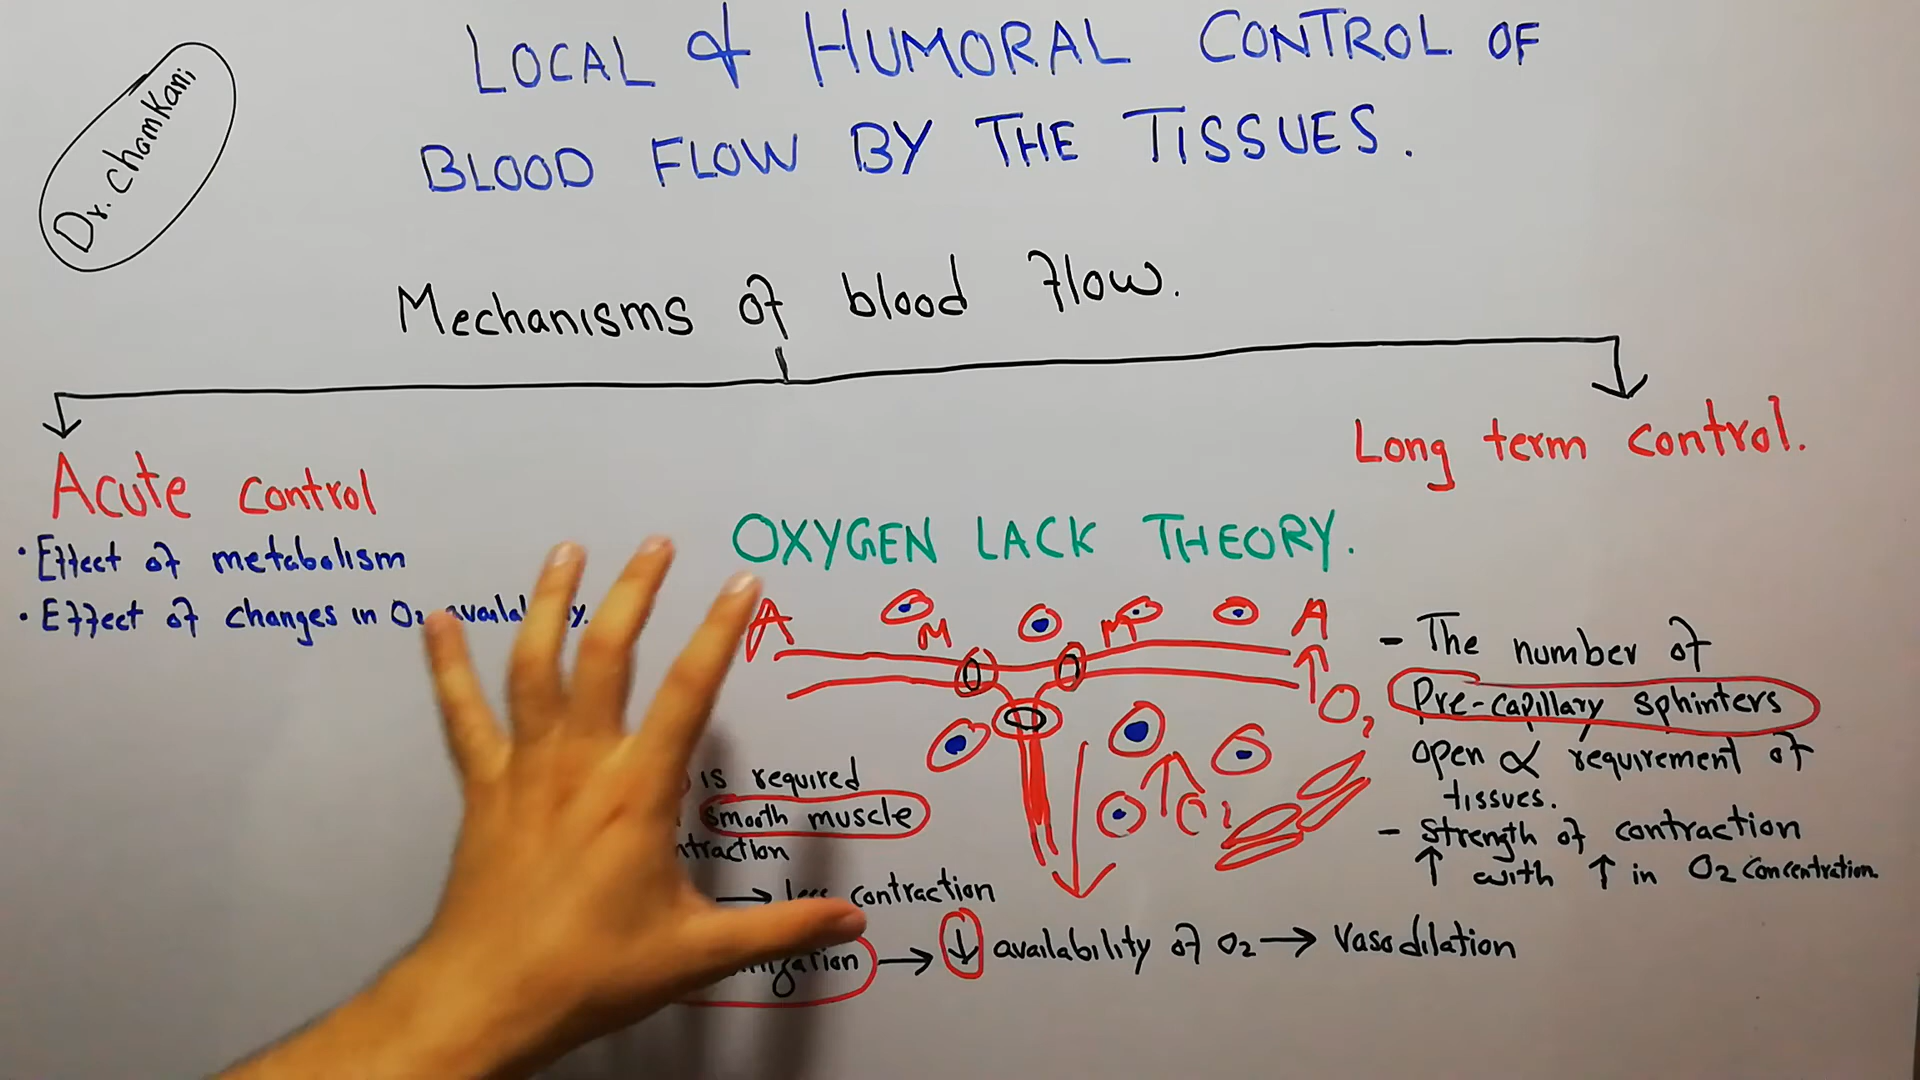 Dr. Chamkani
LOCAL & HUMORAL CONTROL OF
BLOOD FLOW BY THE TISSUES.
Mechanisms of blood flow.
Acute control
• Effect of metabolism
• Effect of changes in O2
Long term control.
OXYGEN LACK THEORY.
A M M A
O2
O2
is required
smooth muscle
→ less contraction
→ ↓ availability of O2 → Vasodilation
- The number of
Pre-capillary sphinters
open ∝ requirement of
tissues.
- Strength of contraction
↑ with ↑ in O2 concentration.